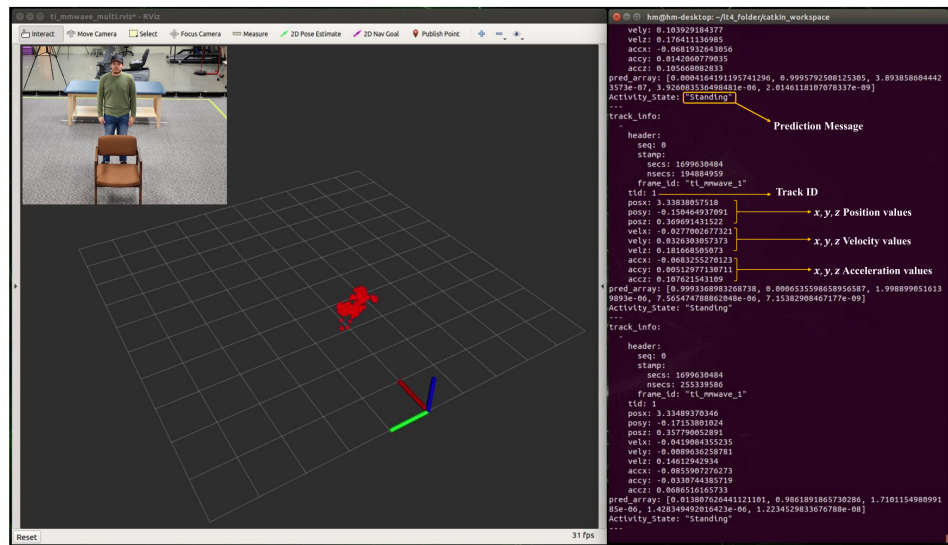 ti_mmwave_multi.rviz* - RViz
Interact Move Camera Select Focus Camera Measure 2D Pose Estimate 2D Nav Goal Publish Point
Reset
31 fps
hm@hm-desktop: ~/lt4_folder/catkin_workspace
vely: 0.103929184377
velz: 0.176411136985
accx: -0.0681932643056
accy: 0.0142060779035
accz: 0.105668082833
pred_array: [0.0004164191195741296, 0.9995792508125305, 3.893858604442
3573e-07, 3.926083536498481e-06, 2.0146118107078337e-09]
Activity_State: "Standing"
---
Prediction Message
track_info:
-
header:
seq: 0
stamp:
secs: 1699630484
nsecs: 194884959
frame_id: "ti_mmwave_1"
tid: 1
Track ID
posx: 3.33838057518
posy: -0.150464937091
x, y, z Position values
posz: 0.369691431522
velx: -0.0277002677321
vely: 0.0326303057373
x, y, z Velocity values
velz: 0.181668505073
accx: -0.0683255270123
accy: 0.00512977130711
x, y, z Acceleration values
accz: 0.107621543109
pred_array: [0.9993368983268738, 0.0006535598658956587, 1.998899051613
9893e-06, 7.565474788862048e-06, 7.15382908467177e-09]
Activity_State: "Standing"
---
track_info:
-
header:
seq: 0
stamp:
secs: 1699630484
nsecs: 255339586
frame_id: "ti_mmwave_1"
tid: 1
posx: 3.33489370346
posy: -0.17153801024
posz: 0.357790052891
velx: -0.0419084355235
vely: -0.0089636258781
velz: 0.14612942934
accx: -0.0855907276273
accy: -0.0330744385719
accz: 0.0686516165733
pred_array: [0.013807626441121101, 0.9861891865730286, 1.7101154980991
85e-06, 1.428349492016423e-06, 1.2234529833676788e-08]
Activity_State: "Standing"
---